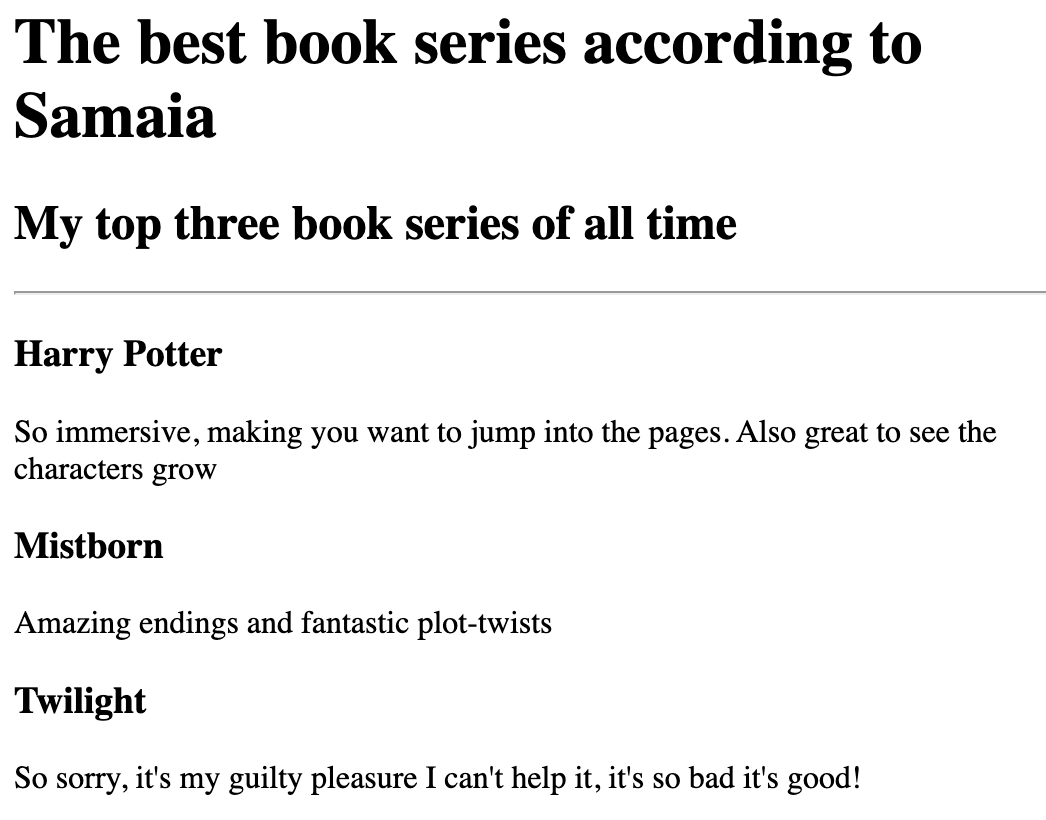 The best book series according to
Samaia
My top three book series of all time
Harry Potter
So immersive, making you want to jump into the pages. Also great to see the
characters grow
Mistborn
Amazing endings and fantastic plot-twists
Twilight
So sorry, it's my guilty pleasure I can't help it, it's so bad it's good!